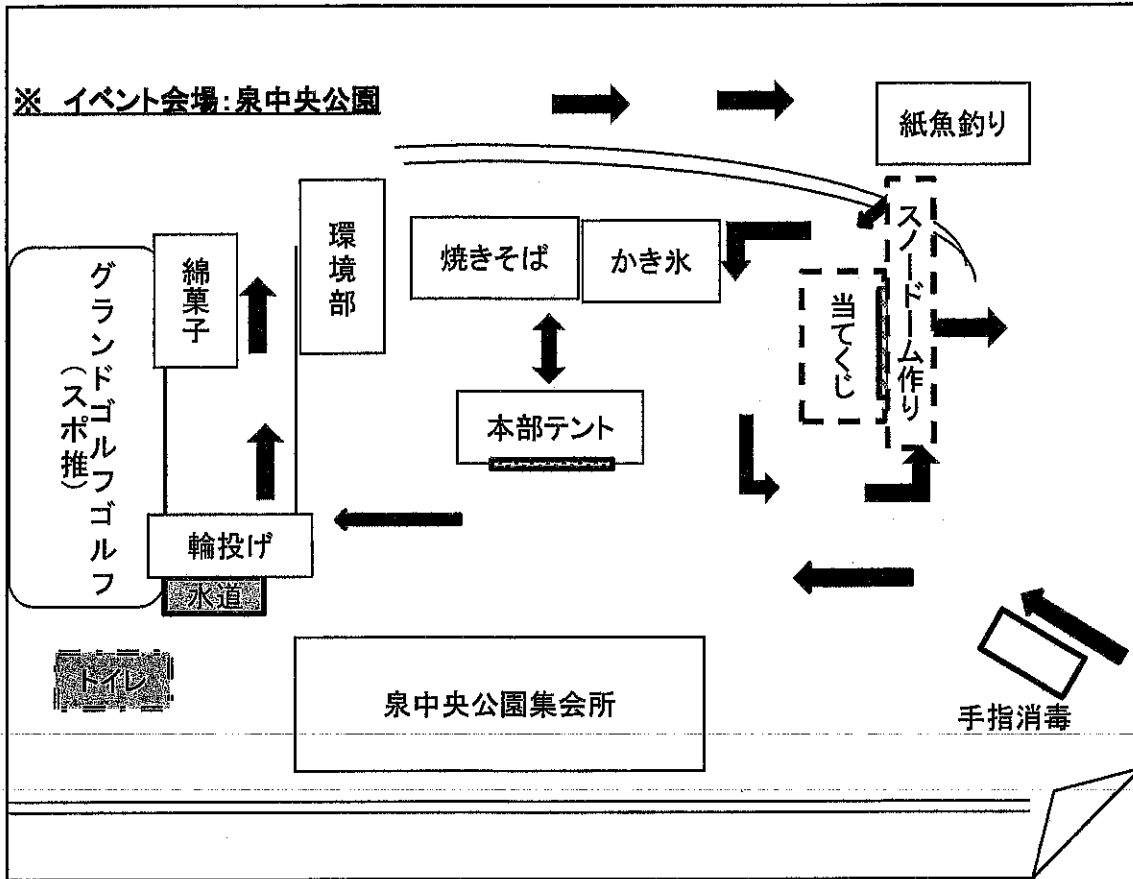 ※ イベント会場：泉中央公園
紙魚釣り
スノードーム作り
当てくじ
かき氷
焼きそば
環境部
綿菓子
グランドゴルフゴルフ
（スポ推）
本部テント
輪投げ
水道
トイレ
泉中央公園集会所
手指消毒